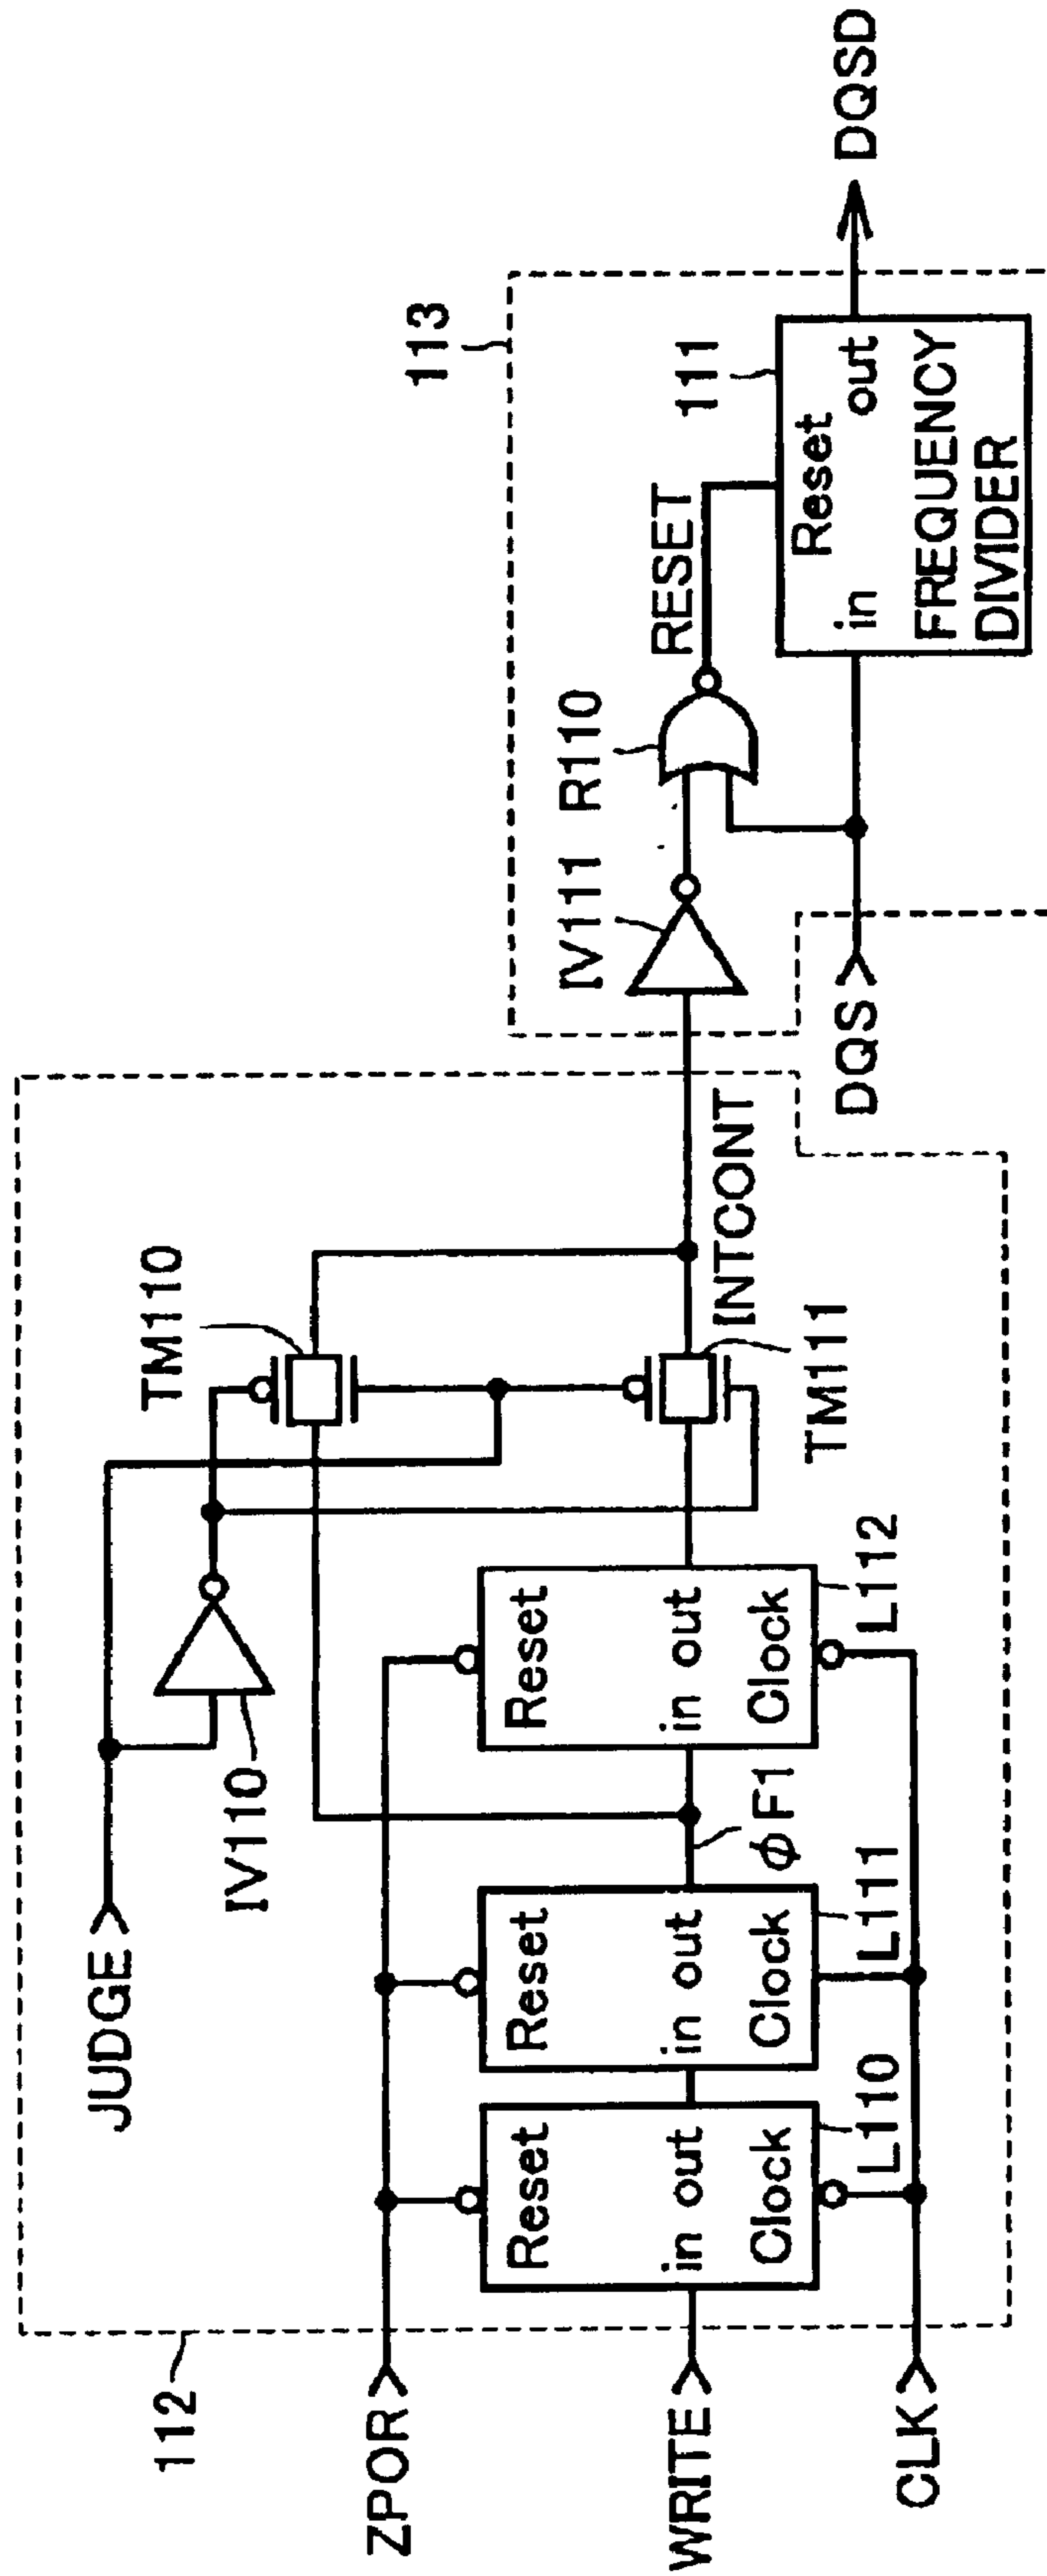 112
JUDGE
IV110
TM110
ZPOR
Reset
in out
Clock
L110
Reset
in out
Clock
L111
φF1
Reset
in out
Clock
L112
TM111
INTCONT
WRITE
CLK
113
IV111
R110
RESET
111
Reset
in
out
FREQUENCY
DIVIDER
DQS
DQSD